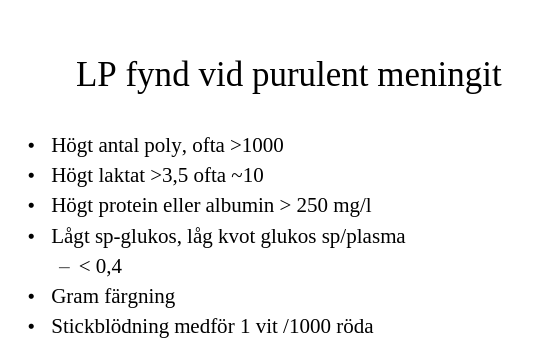 LP fynd vid purulent meningit
• Högt antal poly, ofta >1000
• Högt laktat >3,5 ofta ~10
• Högt protein eller albumin > 250 mg/l
• Lågt sp-glukos, låg kvot glukos sp/plasma
– < 0,4
• Gram färgning
• Stickblödning medför 1 vit /1000 röda